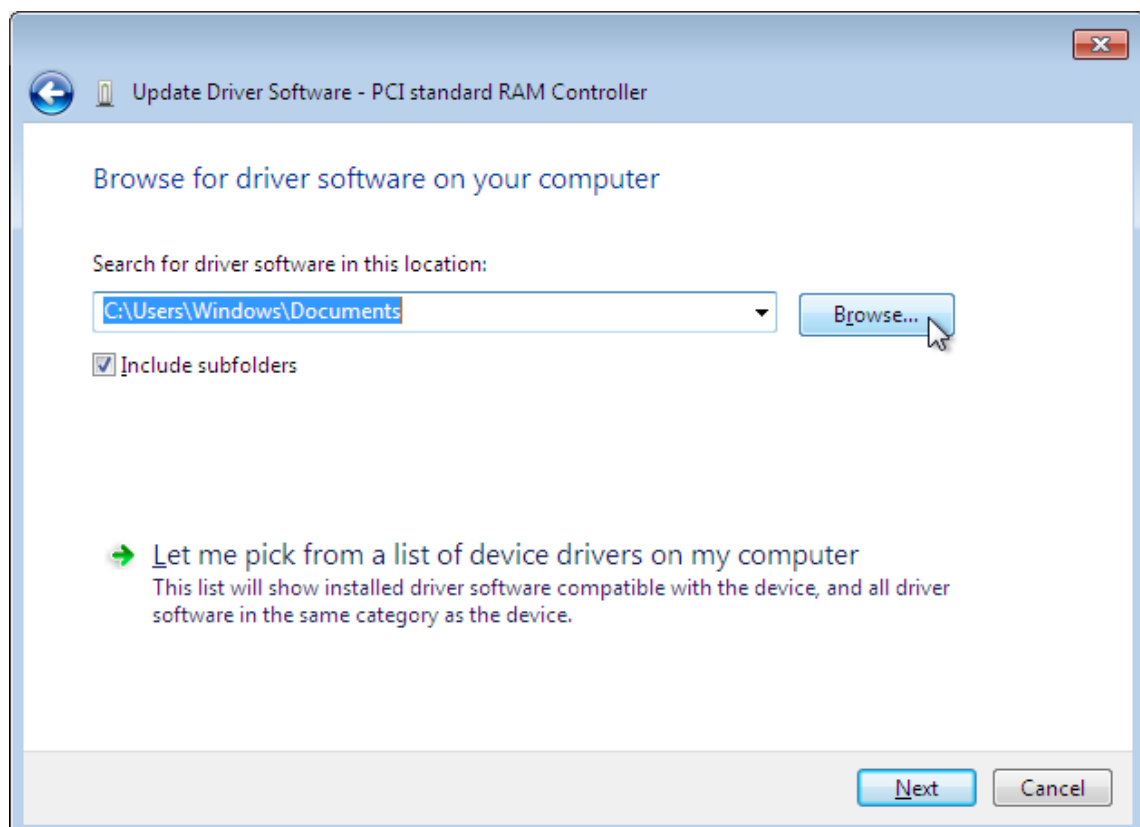 Update Driver Software - PCI standard RAM Controller
Browse for driver software on your computer
Search for driver software in this location:
C:\Users\Windows\Documents
Browse...
Include subfolders
Let me pick from a list of device drivers on my computer
This list will show installed driver software compatible with the device, and all driver
software in the same category as the device.
Next
Cancel